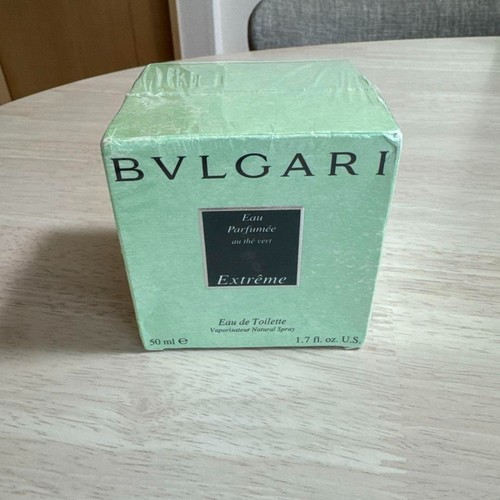 BVLGARI
Eau
Parfumée
au thé vert
Extrême
Eau de Toilette
Vaporisateur Natural Spray
50 ml ℮ 1.7 fl. oz. U.S.